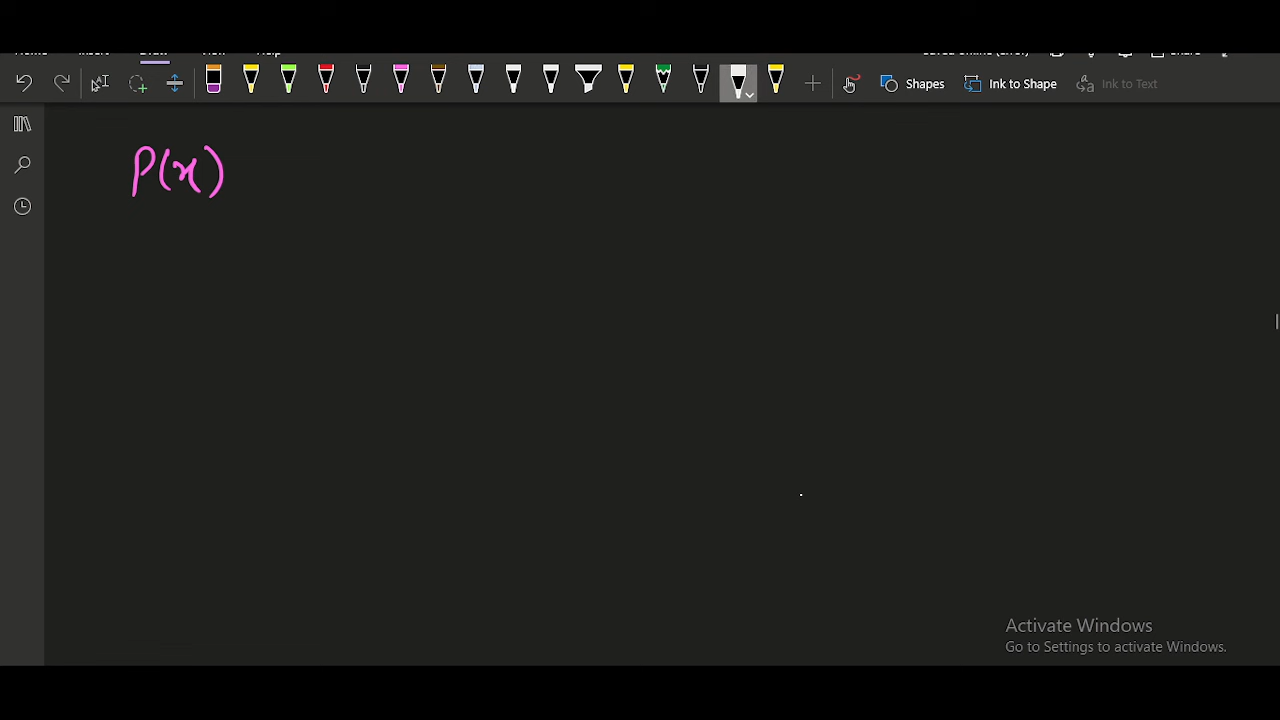 Shapes Ink to Shape Ink to Text
P(x)
Activate Windows
Go to Settings to activate Windows.